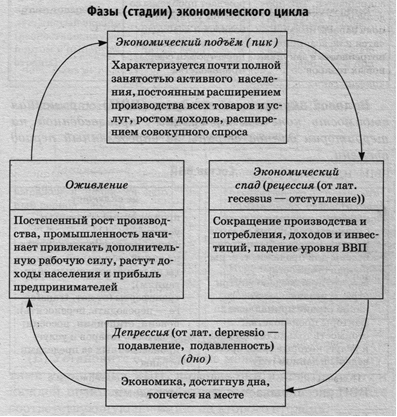 Фазы (стадии) экономического цикла
Экономический подъём (пик)
Характеризуется почти полной
занятостью активного населе-
ния, постоянным расширением
производства всех товаров и ус-
луг, ростом доходов, расшире-
нием совокупного спроса
Оживление
Постепенный рост производ-
ства, промышленность начи-
нает привлекать дополнитель-
ную рабочую силу, растут до-
ходы населения и прибыль
предпринимателей
Экономический
спад (рецессия (от лат.
recessus — отступление))
Сокращение производства и
потребления, доходов и инвес-
тиций, падение уровня ВВП
Депрессия (от лат. depressio —
подавление, подавленность)
(дно)
Экономика, достигнув дна,
топчется на месте